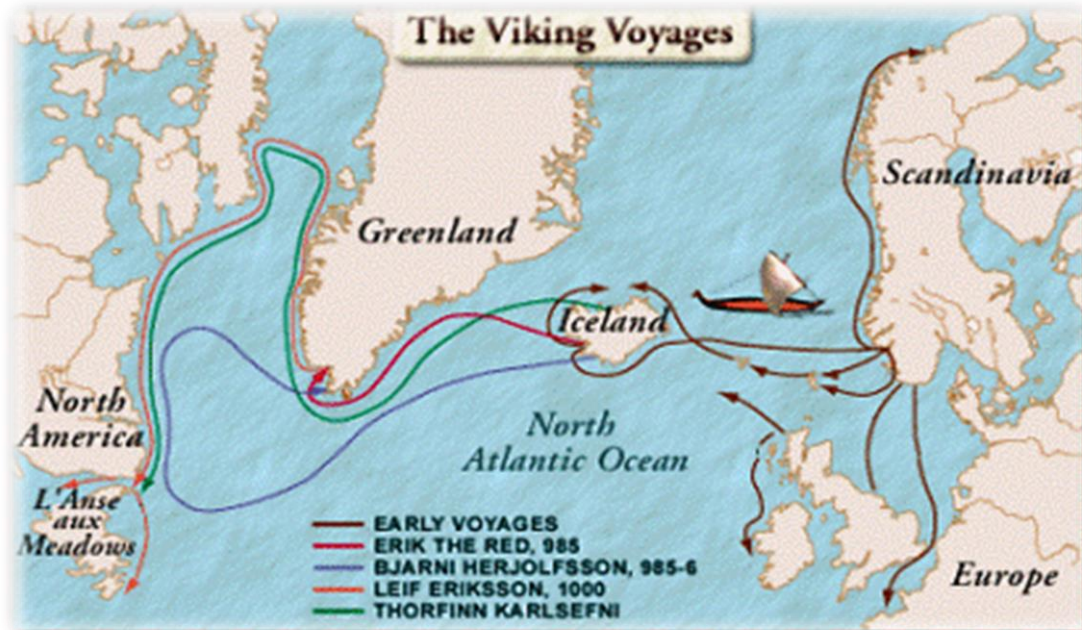 The Viking Voyages
Scandinavia
Greenland
Iceland
North
America
North
Atlantic Ocean
L'Anse
aux
Meadows
Europe
EARLY VOYAGES
ERIK THE RED, 985
BJARNI HERJOLFSSON, 985-6
LEIF ERIKSSON, 1000
THORFINN KARLSEFNI